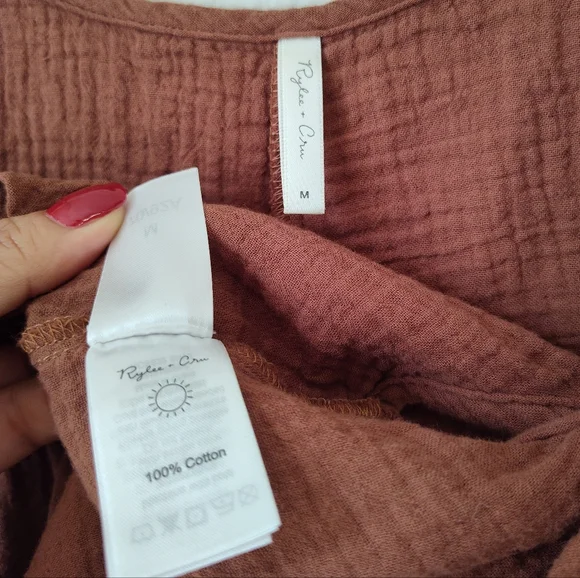 Rylee + Cru
M
Rylee + Cru
100% Cotton